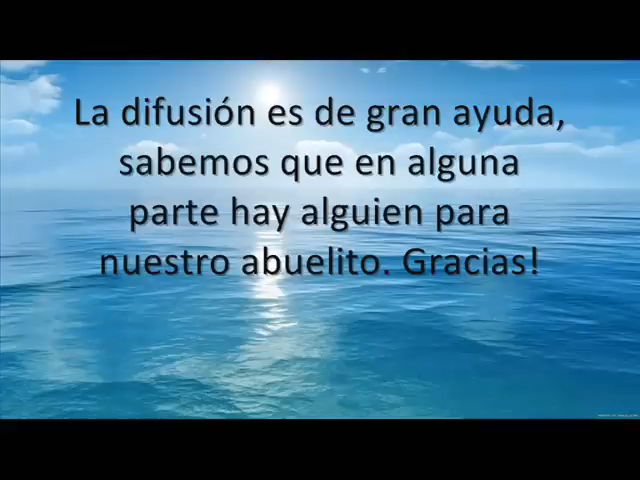 La difusión es de gran ayuda,
sabemos que en alguna
parte hay alguien para
nuestro abuelito. Gracias!